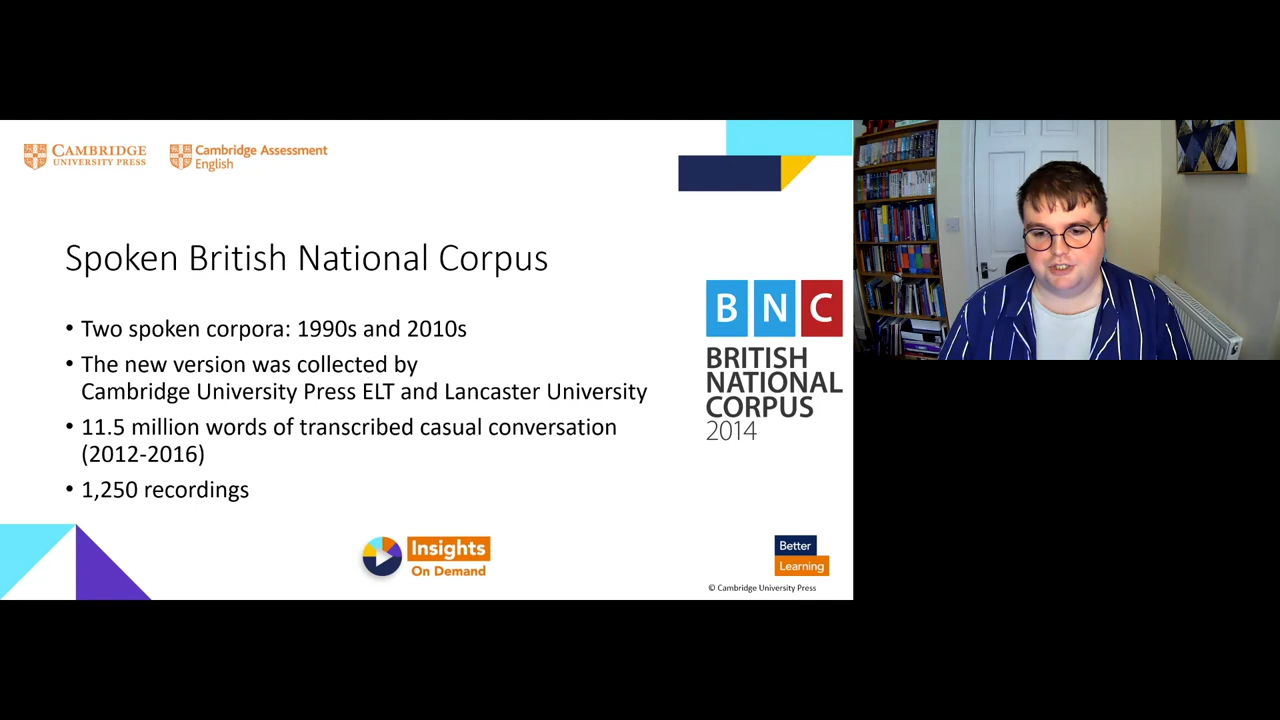 CAMBRIDGE
UNIVERSITY PRESS
Cambridge Assessment
English
Spoken British National Corpus
• Two spoken corpora: 1990s and 2010s
• The new version was collected by
Cambridge University Press ELT and Lancaster University
• 11.5 million words of transcribed casual conversation
(2012-2016)
• 1,250 recordings
B N C
BRITISH
NATIONAL
CORPUS
2014
Insights
On Demand
Better
Learning
© Cambridge University Press